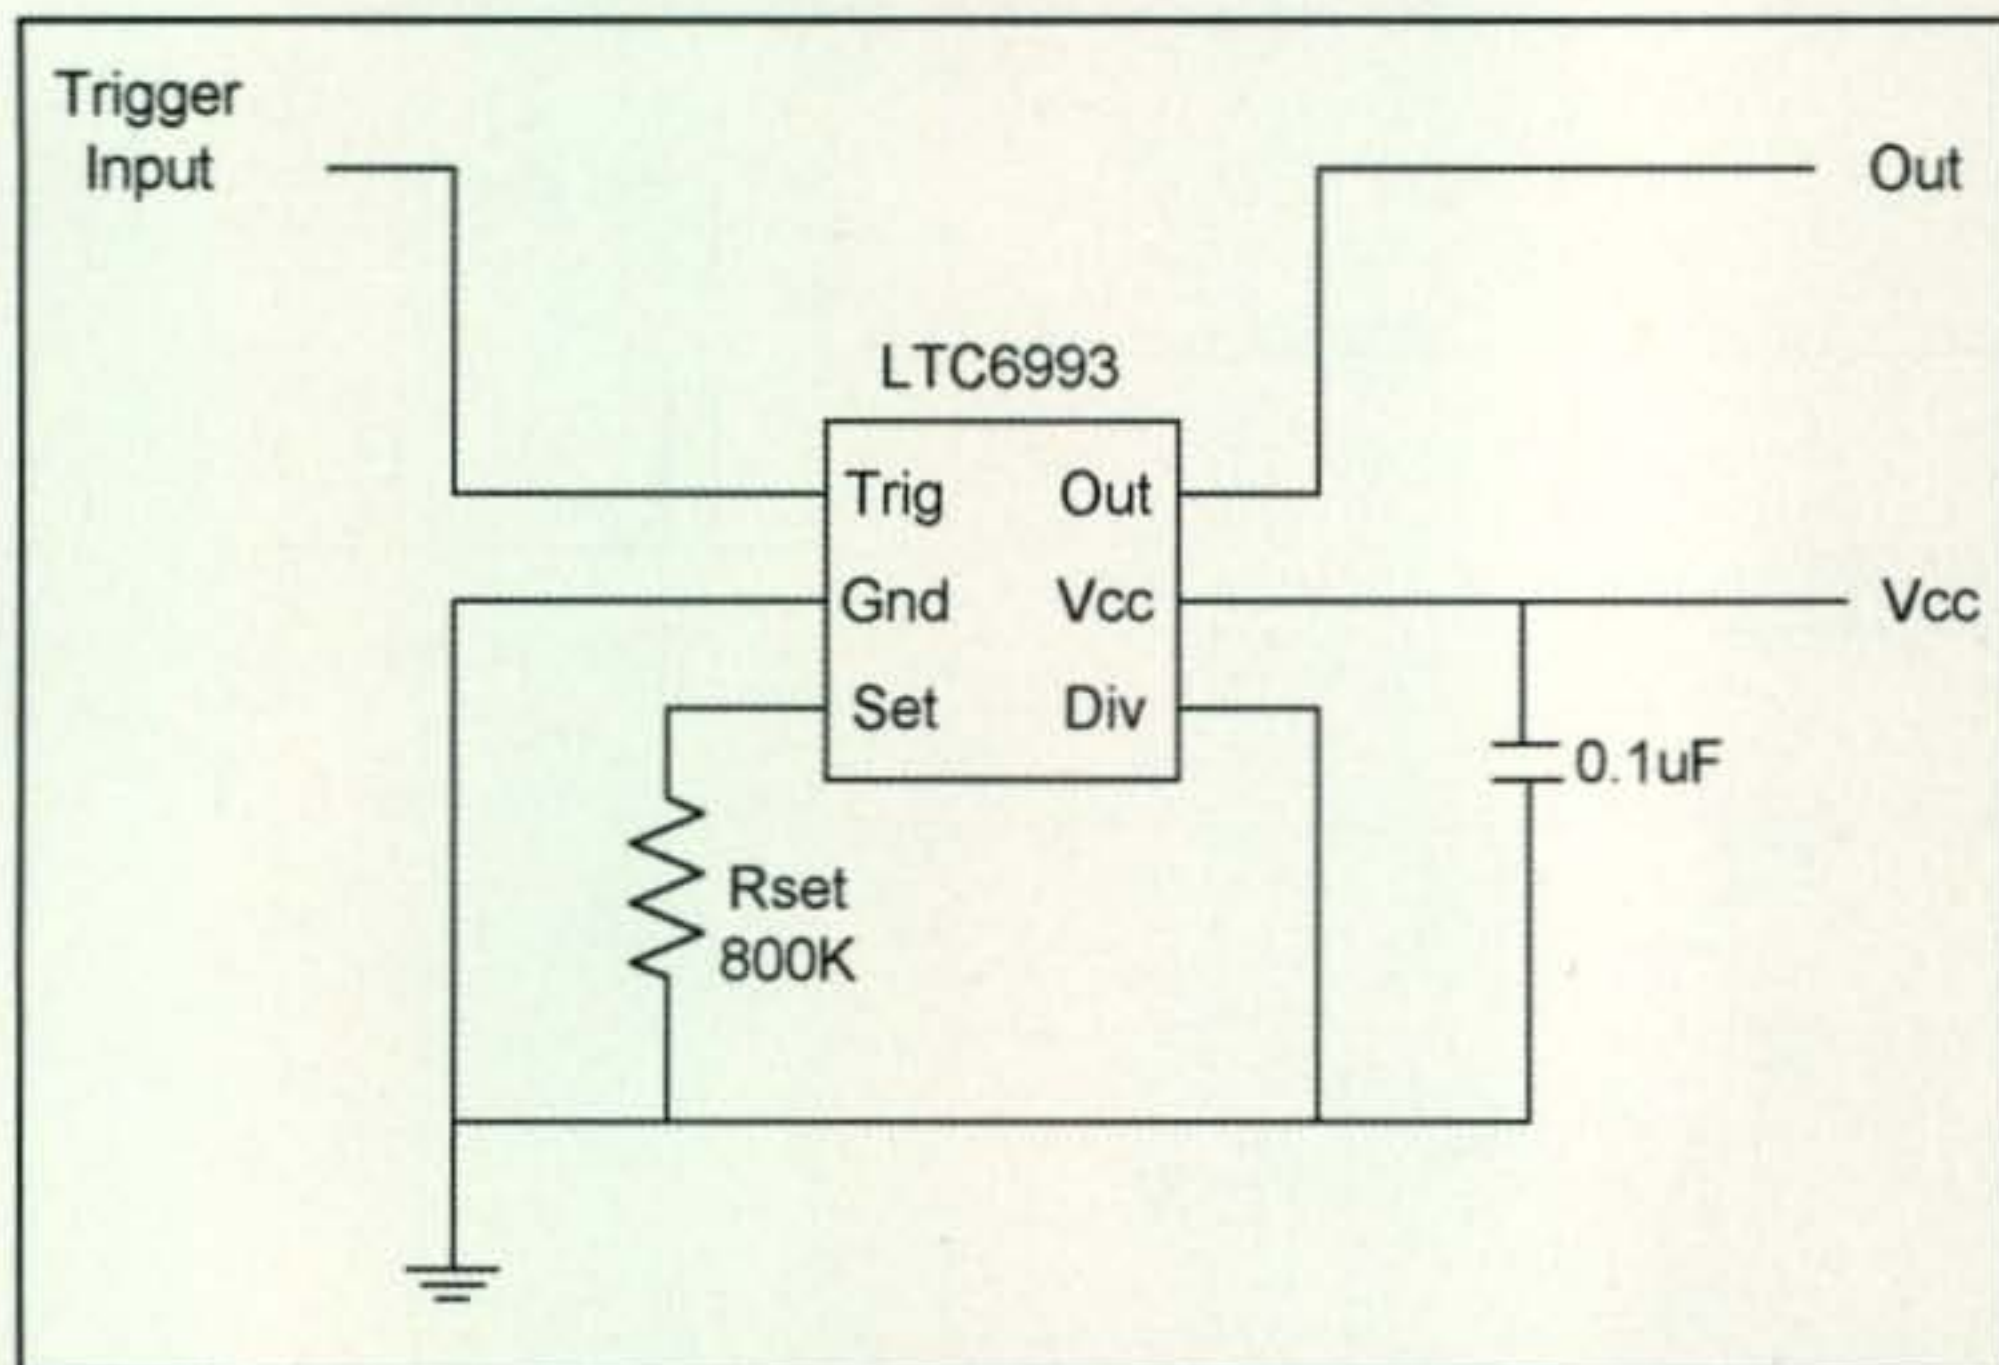 Trigger
Input
Out
LTC6993
Trig
Out
Gnd
Vcc
Vcc
Set
Div
0.1uF
Rset
800K